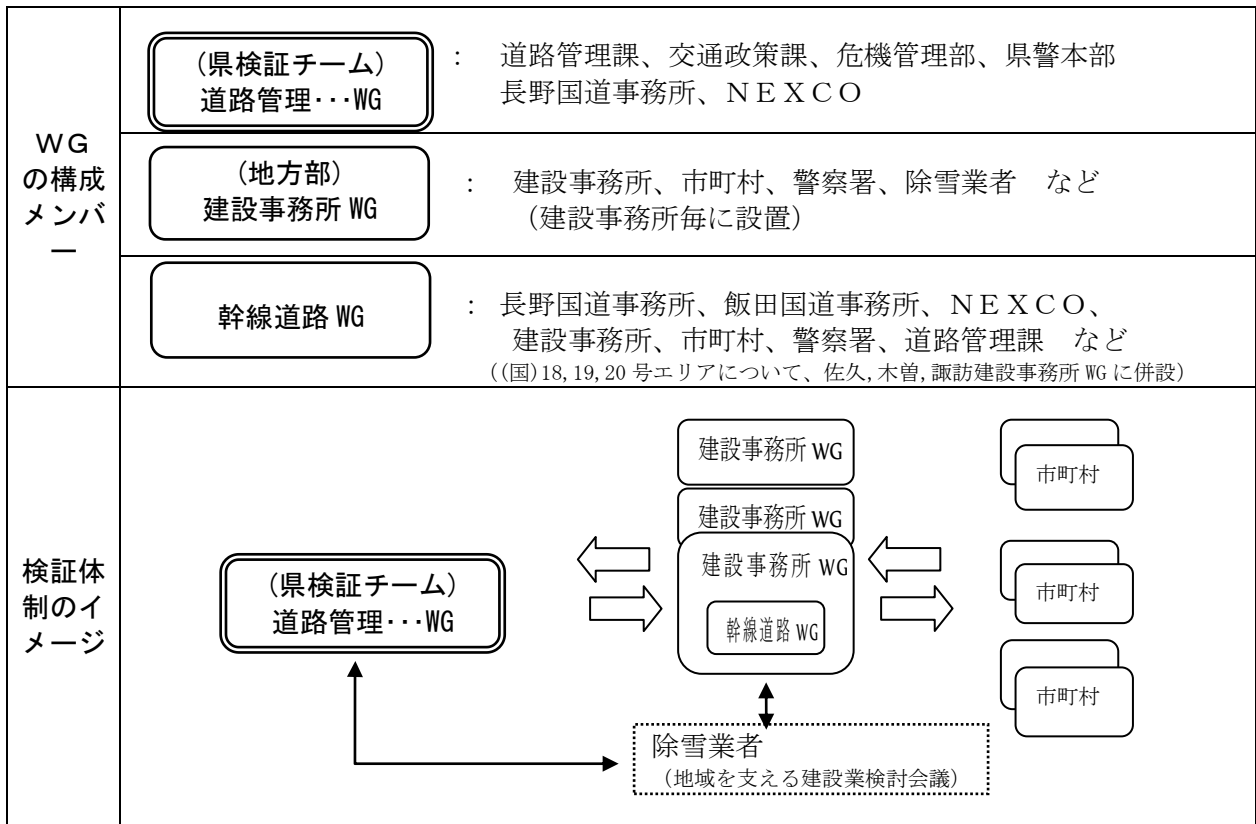 WG
の構成
メンバ
ー
(県検証チーム)
道路管理･･･WG
： 道路管理課、交通政策課、危機管理部、県警本部
長野国道事務所、ＮＥＸＣＯ
(地方部)
建設事務所 WG
： 建設事務所、市町村、警察署、除雪業者　など
（建設事務所毎に設置）
幹線道路 WG
： 長野国道事務所、飯田国道事務所、ＮＥＸＣＯ、
建設事務所、市町村、警察署、道路管理課　など
((国)18,19,20 号エリアについて、佐久,木曽,諏訪建設事務所 WG に併設)
検証体
制のイ
メージ
(県検証チーム)
道路管理･･･WG
建設事務所 WG
建設事務所 WG
建設事務所 WG
幹線道路 WG
市町村
市町村
市町村
除雪業者
（地域を支える建設業検討会議）